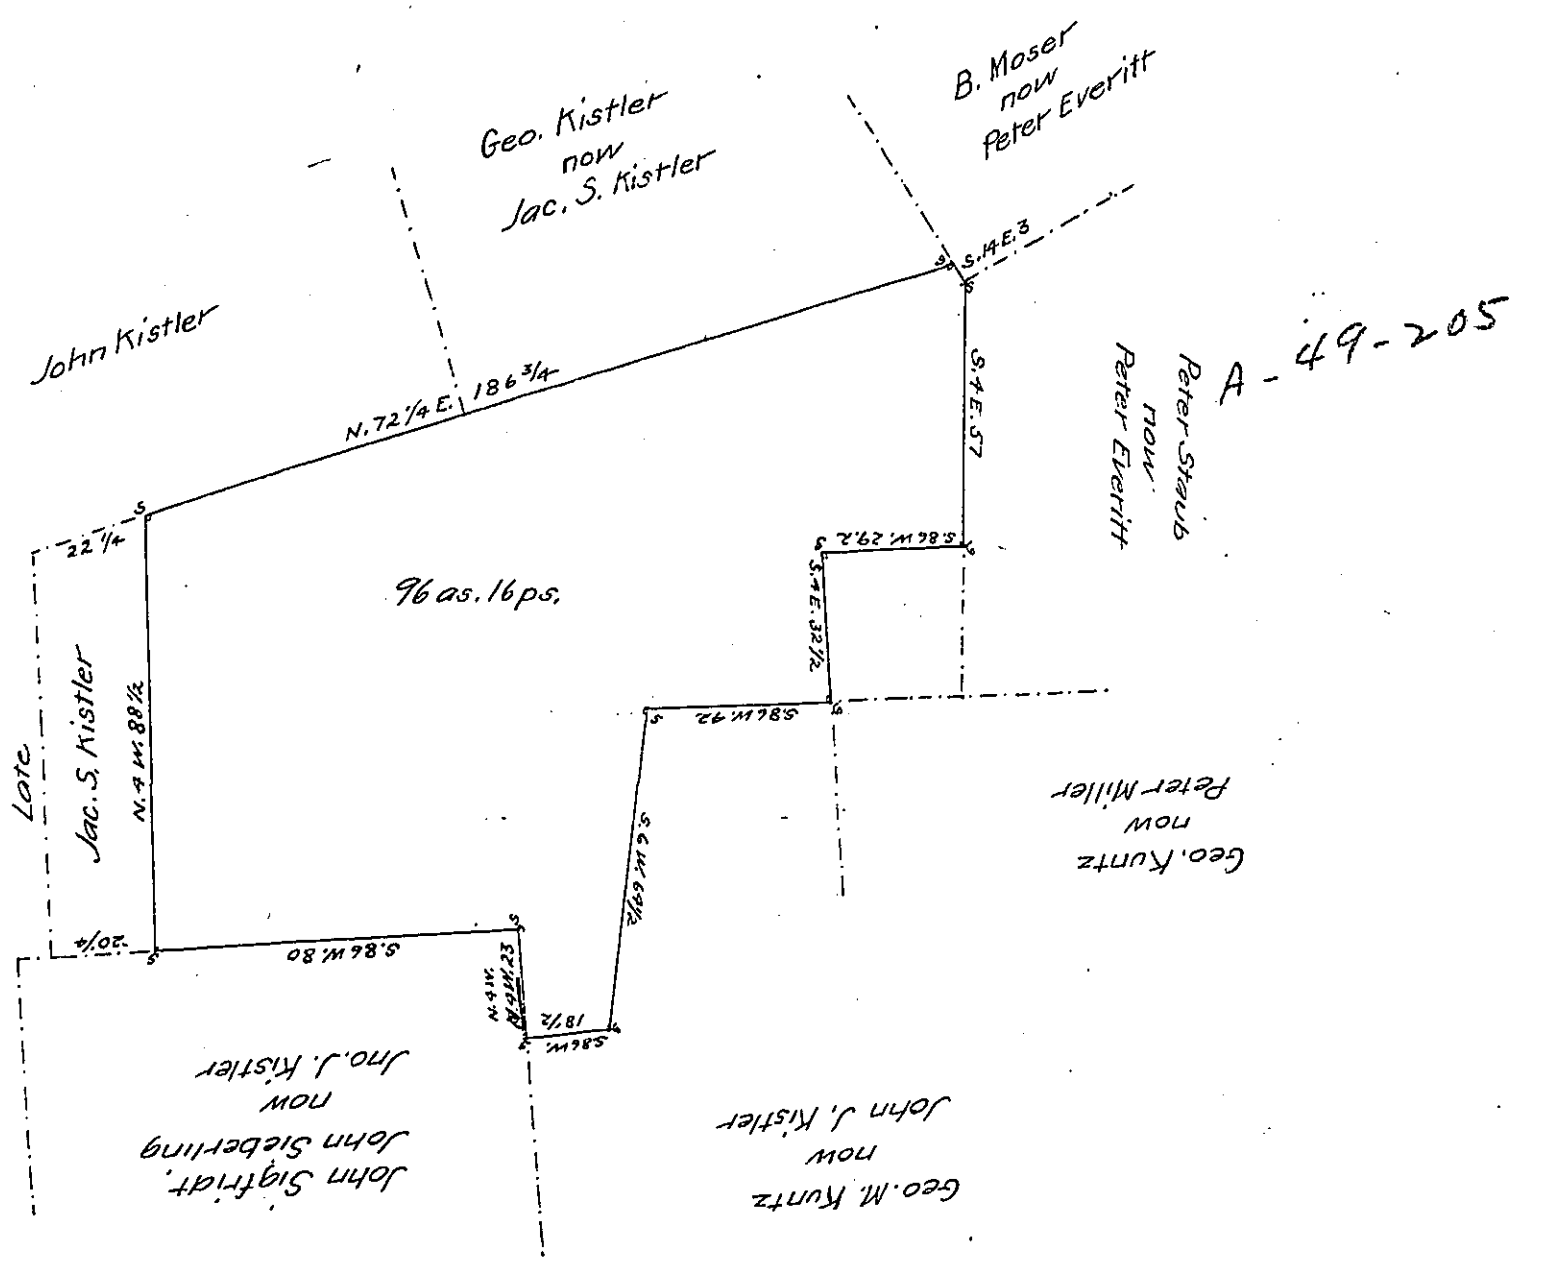 B. Moser
now
Peter Everitt
Geo. Kistler
now
Jac. S. Kistler
John Kistler
S. 14 E. 3
N. 72 1/4 E. 186 3/4
A - 49 - 205
S. 4 E. 57
Peter Staub
now
Peter Everitt
S
S
S
22 1/4
S. 86 W. 29.2
S
S
S. 4 E. 32 1/2
96 as. 16 ps.
Late
Jac. S. Kistler
N. 4 W. 88 1/2
S. 86 W. 42
S
S
Geo. Kuntz
now
Peter Miller
S. 6 W. 69 1/2
20 1/4
S
S. 86 W. 80
S
N. 4 W.
N. 4 W. 23
S. 86 W.
18 1/2
S
S
John Sigfridt,
John Sieberling
now
Jno. J. Kistler
Geo. M. Kuntz
now
John J. Kistler